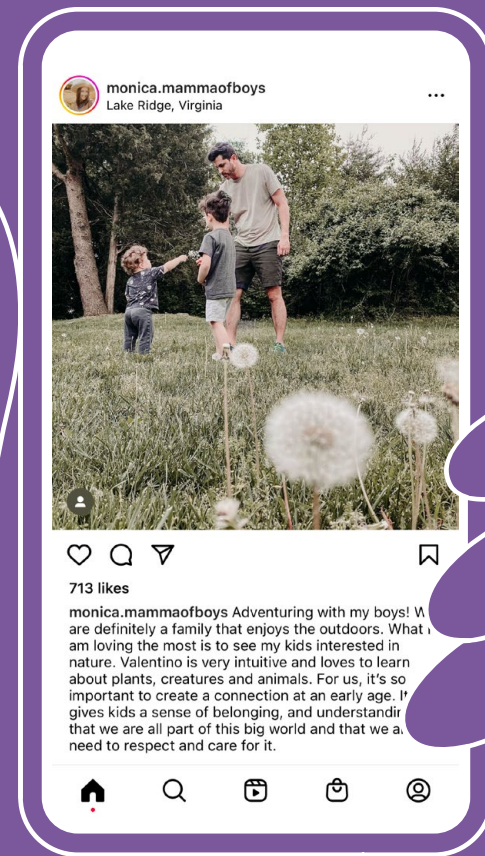 monica.mammaofboys
Lake Ridge, Virginia
713 likes
monica.mammaofboys Adventuring with my boys!
are definitely a family that enjoys the outdoors. What
am loving the most is to see my kids interested in
nature. Valentino is very intuitive and loves to learn
about plants, creatures and animals. For us, it's so
important to create a connection at an early age.
gives kids a sense of belonging, and
that we are all part of this big world and that we
need to respect and care for it.